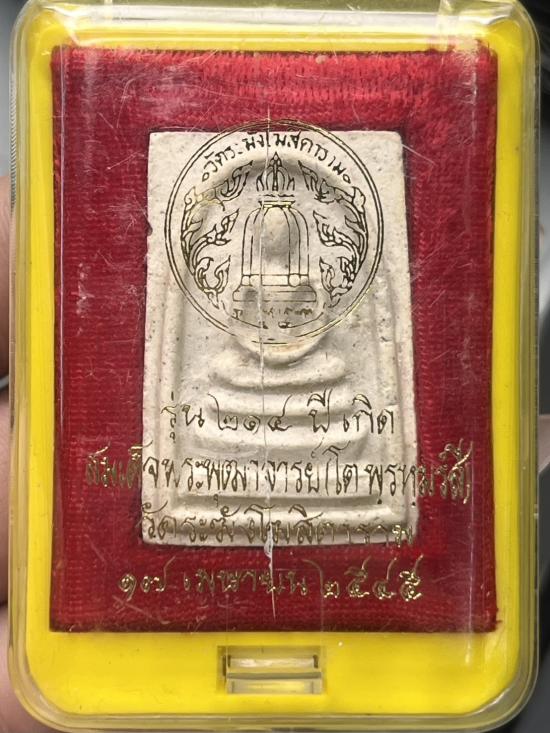 วัดระฆังโฆสิตาราม
รุ่น ๒๑๔ ปี เกิด
สมเด็จพระพุฒาจารย์ (โต พรหมรังสี)
วัดระฆังโฆสิตาราม
๑๗ เมษายน ๒๕๔๕